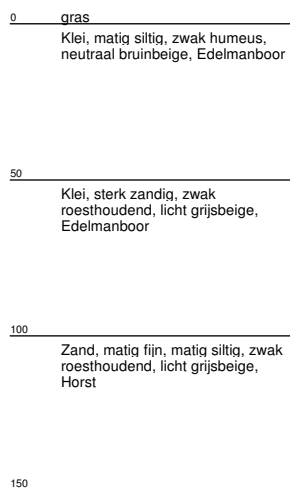 0 gras
Klei, matig siltig, zwak humeus,
neutraal bruinbeige, Edelmanboor
50
Klei, sterk zandig, zwak
roesthoudend, licht grijsbeige,
Edelmanboor
100
Zand, matig fijn, matig siltig, zwak
roesthoudend, licht grijsbeige,
Horst
150